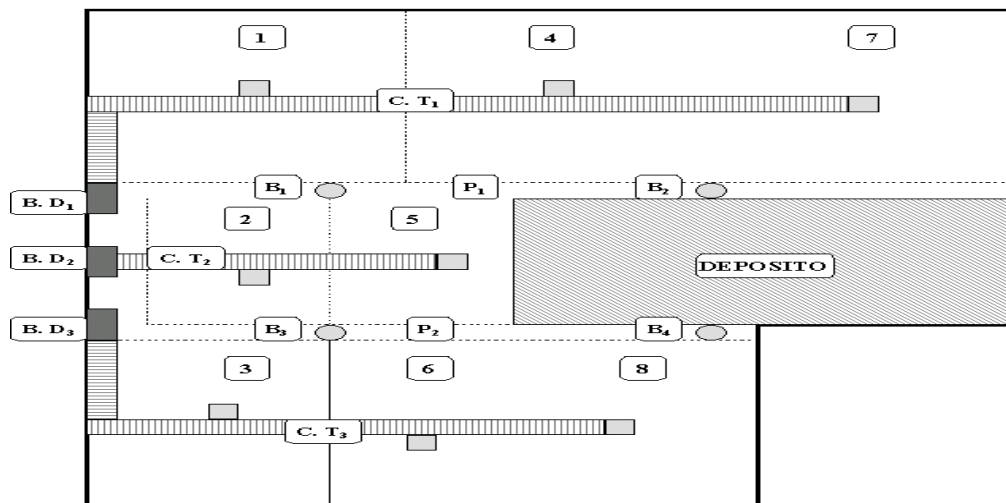 1
4
7
C. T₁
B₁
P₁
B₂
B. D₁
2
5
B. D₂
C. T₂
DEPOSITO
B. D₃
B₃
P₂
B₄
3
6
8
C. T₃